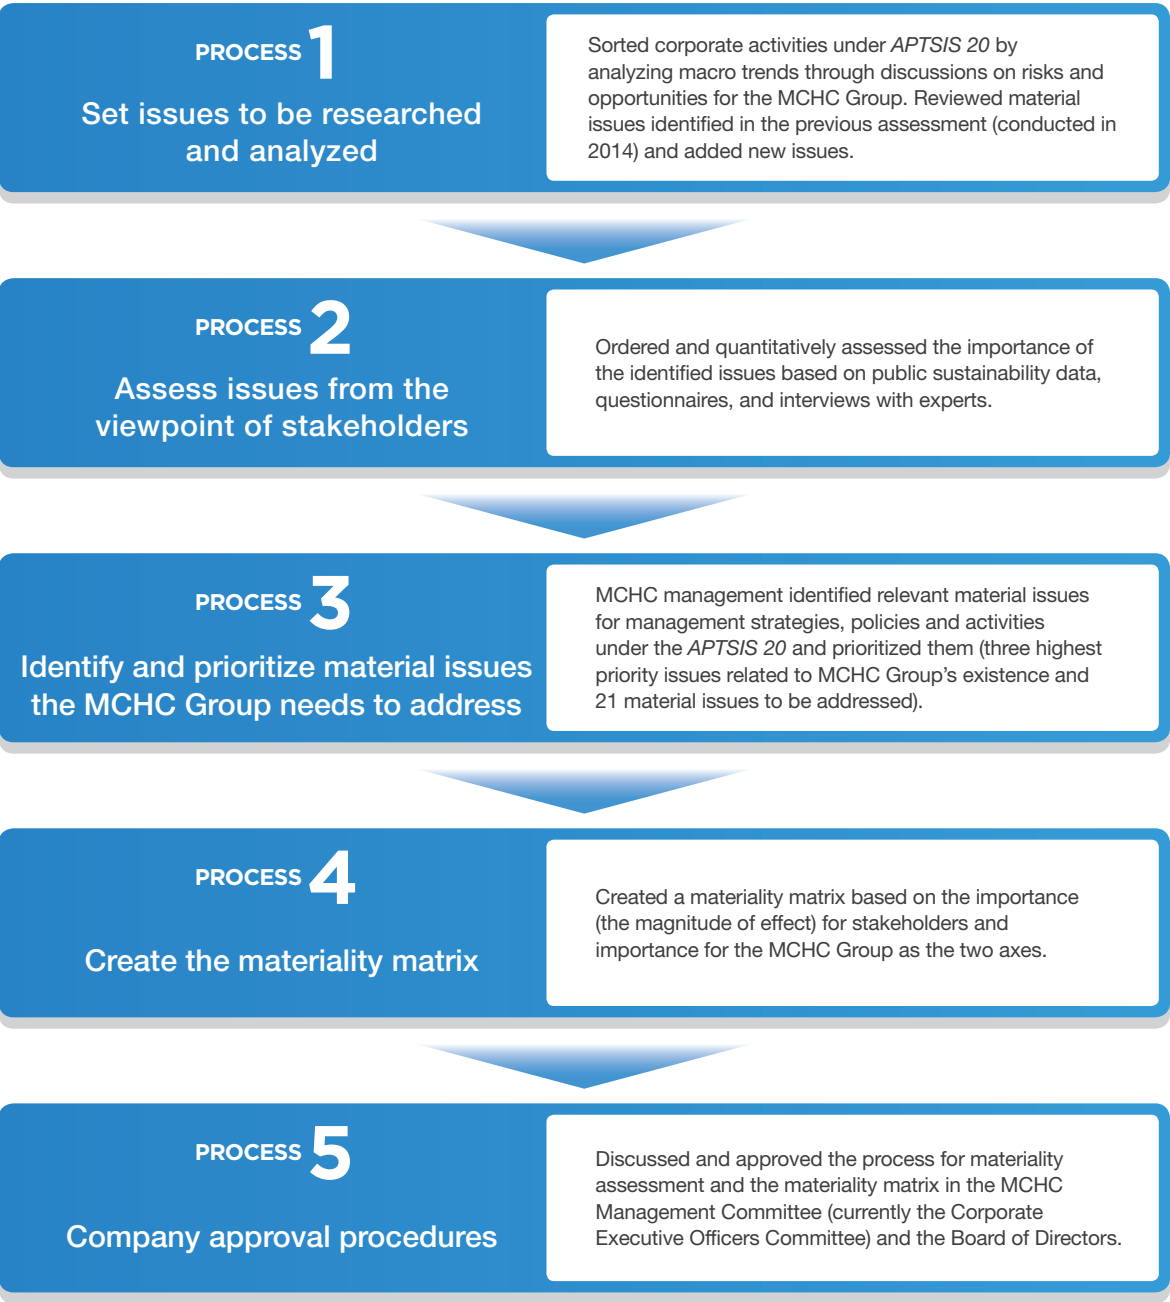 PROCESS 1
Set issues to be researched
and analyzed
Sorted corporate activities under APTSIS 20 by
analyzing macro trends through discussions on risks and
opportunities for the MCHC Group. Reviewed material
issues identified in the previous assessment (conducted in
2014) and added new issues.
PROCESS 2
Assess issues from the
viewpoint of stakeholders
Ordered and quantitatively assessed the importance of
the identified issues based on public sustainability data,
questionnaires, and interviews with experts.
PROCESS 3
Identify and prioritize material issues
the MCHC Group needs to address
MCHC management identified relevant material issues
for management strategies, policies and activities
under the APTSIS 20 and prioritized them (three highest
priority issues related to MCHC Group’s existence and
21 material issues to be addressed).
PROCESS 4
Create the materiality matrix
Created a materiality matrix based on the importance
(the magnitude of effect) for stakeholders and
importance for the MCHC Group as the two axes.
PROCESS 5
Company approval procedures
Discussed and approved the process for materiality
assessment and the materiality matrix in the MCHC
Management Committee (currently the Corporate
Executive Officers Committee) and the Board of Directors.